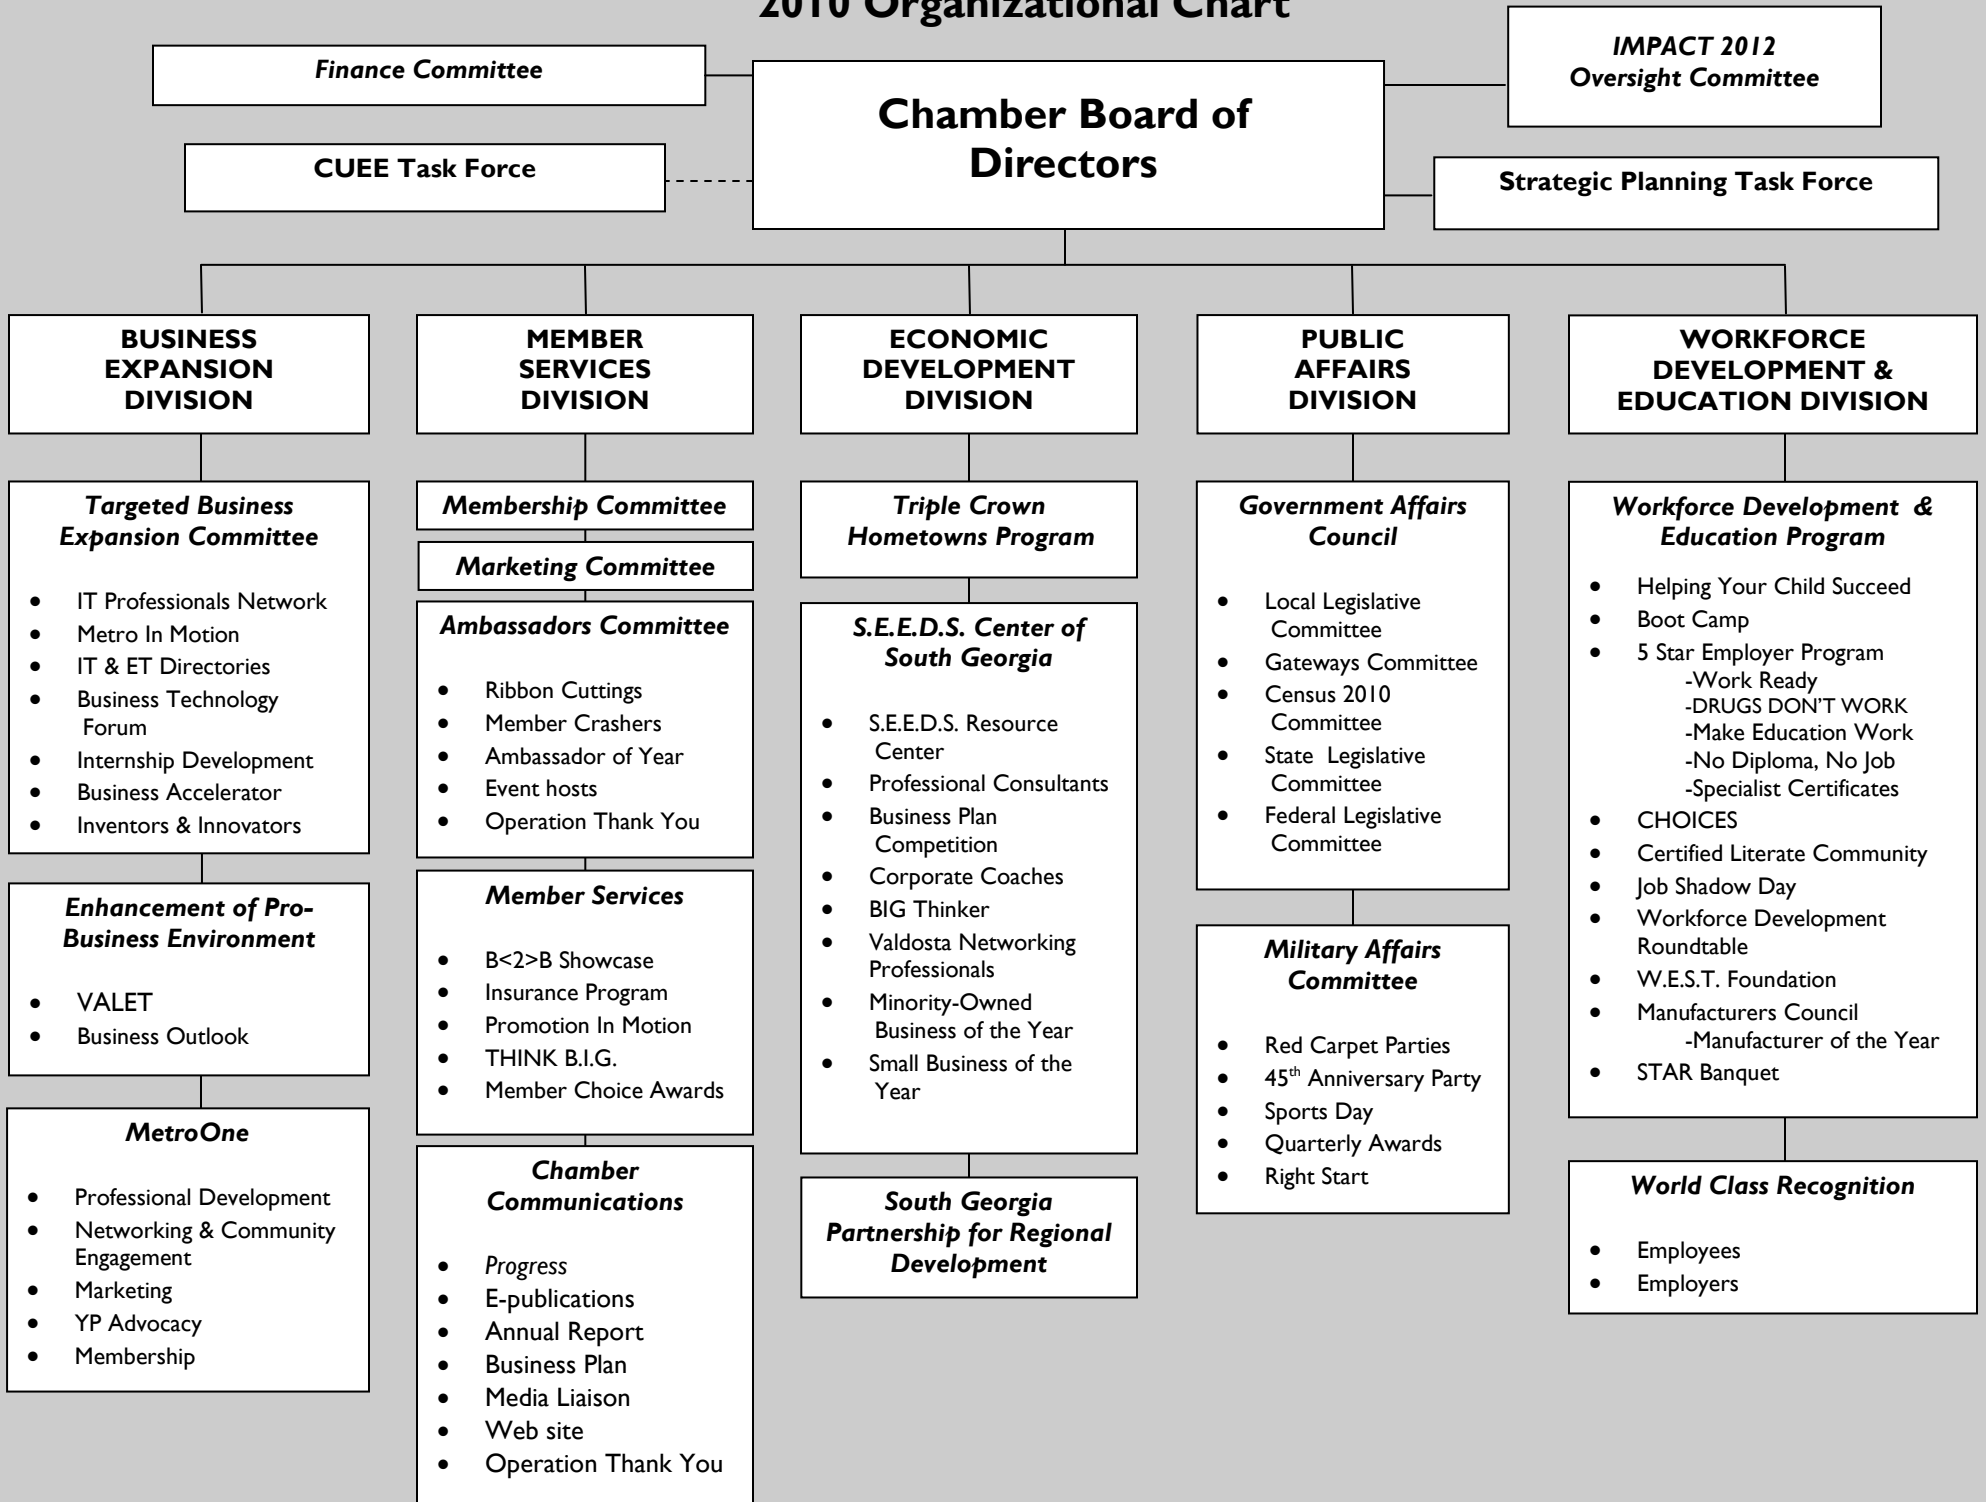 2010 Organizational Chart
Finance Committee
IMPACT 2012
Oversight Committee
Chamber Board of
Directors
CUEE Task Force
Strategic Planning Task Force
BUSINESS
EXPANSION
DIVISION
MEMBER
SERVICES
DIVISION
ECONOMIC
DEVELOPMENT
DIVISION
PUBLIC
AFFAIRS
DIVISION
WORKFORCE
DEVELOPMENT &
EDUCATION DIVISION
Targeted Business
Expansion Committee
• IT Professionals Network
• Metro In Motion
• IT & ET Directories
• Business Technology
Forum
• Internship Development
• Business Accelerator
• Inventors & Innovators
Enhancement of Pro-
Business Environment
• VALET
• Business Outlook
MetroOne
• Professional Development
• Networking & Community
Engagement
• Marketing
• YP Advocacy
• Membership
Membership Committee
Marketing Committee
Ambassadors Committee
• Ribbon Cuttings
• Member Crashers
• Ambassador of Year
• Event hosts
• Operation Thank You
Member Services
• B<2>B Showcase
• Insurance Program
• Promotion In Motion
• THINK B.I.G.
• Member Choice Awards
Chamber
Communications
• Progress
• E-publications
• Annual Report
• Business Plan
• Media Liaison
• Web site
• Operation Thank You
Triple Crown
Hometowns Program
S.E.E.D.S. Center of
South Georgia
• S.E.E.D.S. Resource
Center
• Professional Consultants
• Business Plan
Competition
• Corporate Coaches
• BIG Thinker
• Valdosta Networking
Professionals
• Minority-Owned
Business of the Year
• Small Business of the
Year
South Georgia
Partnership for Regional
Development
Government Affairs
Council
• Local Legislative
Committee
• Gateways Committee
• Census 2010
Committee
• State Legislative
Committee
• Federal Legislative
Committee
Military Affairs
Committee
• Red Carpet Parties
• 45th Anniversary Party
• Sports Day
• Quarterly Awards
• Right Start
Workforce Development &
Education Program
• Helping Your Child Succeed
• Boot Camp
• 5 Star Employer Program
-Work Ready
-DRUGS DON'T WORK
-Make Education Work
-No Diploma, No Job
-Specialist Certificates
• CHOICES
• Certified Literate Community
• Job Shadow Day
• Workforce Development
Roundtable
• W.E.S.T. Foundation
• Manufacturers Council
-Manufacturer of the Year
• STAR Banquet
World Class Recognition
• Employees
• Employers